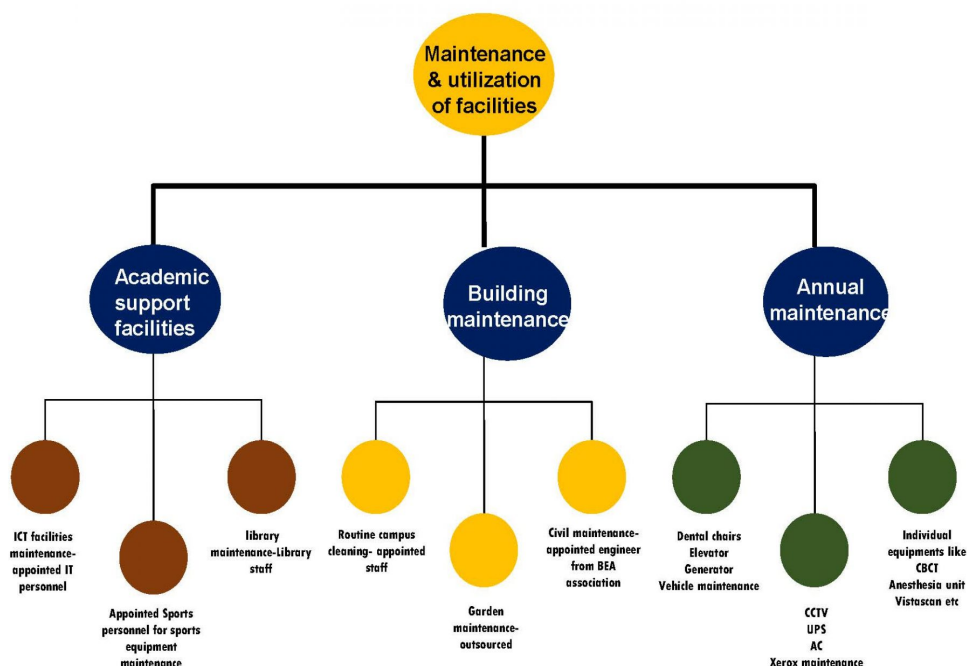 Maintenance
& utilization
of facilities
Academic
support
facilities
Building
maintenance
Annual
maintenance
ICT facilities
maintenance-
appointed IT
personnel
Appointed Sports
personnel for sports
equipment
maintenance
library
maintenance-Library
staff
Routine campus
cleaning- appointed
staff
Garden
maintenance-
outsourced
Civil maintenance-
appointed engineer
from BEA
association
Dental chairs
Elevator
Generator
Vehicle maintenance
CCTV
UPS
AC
Xerox maintenance
Individual
equipments like
CBCT
Anesthesia unit
Vistascan etc